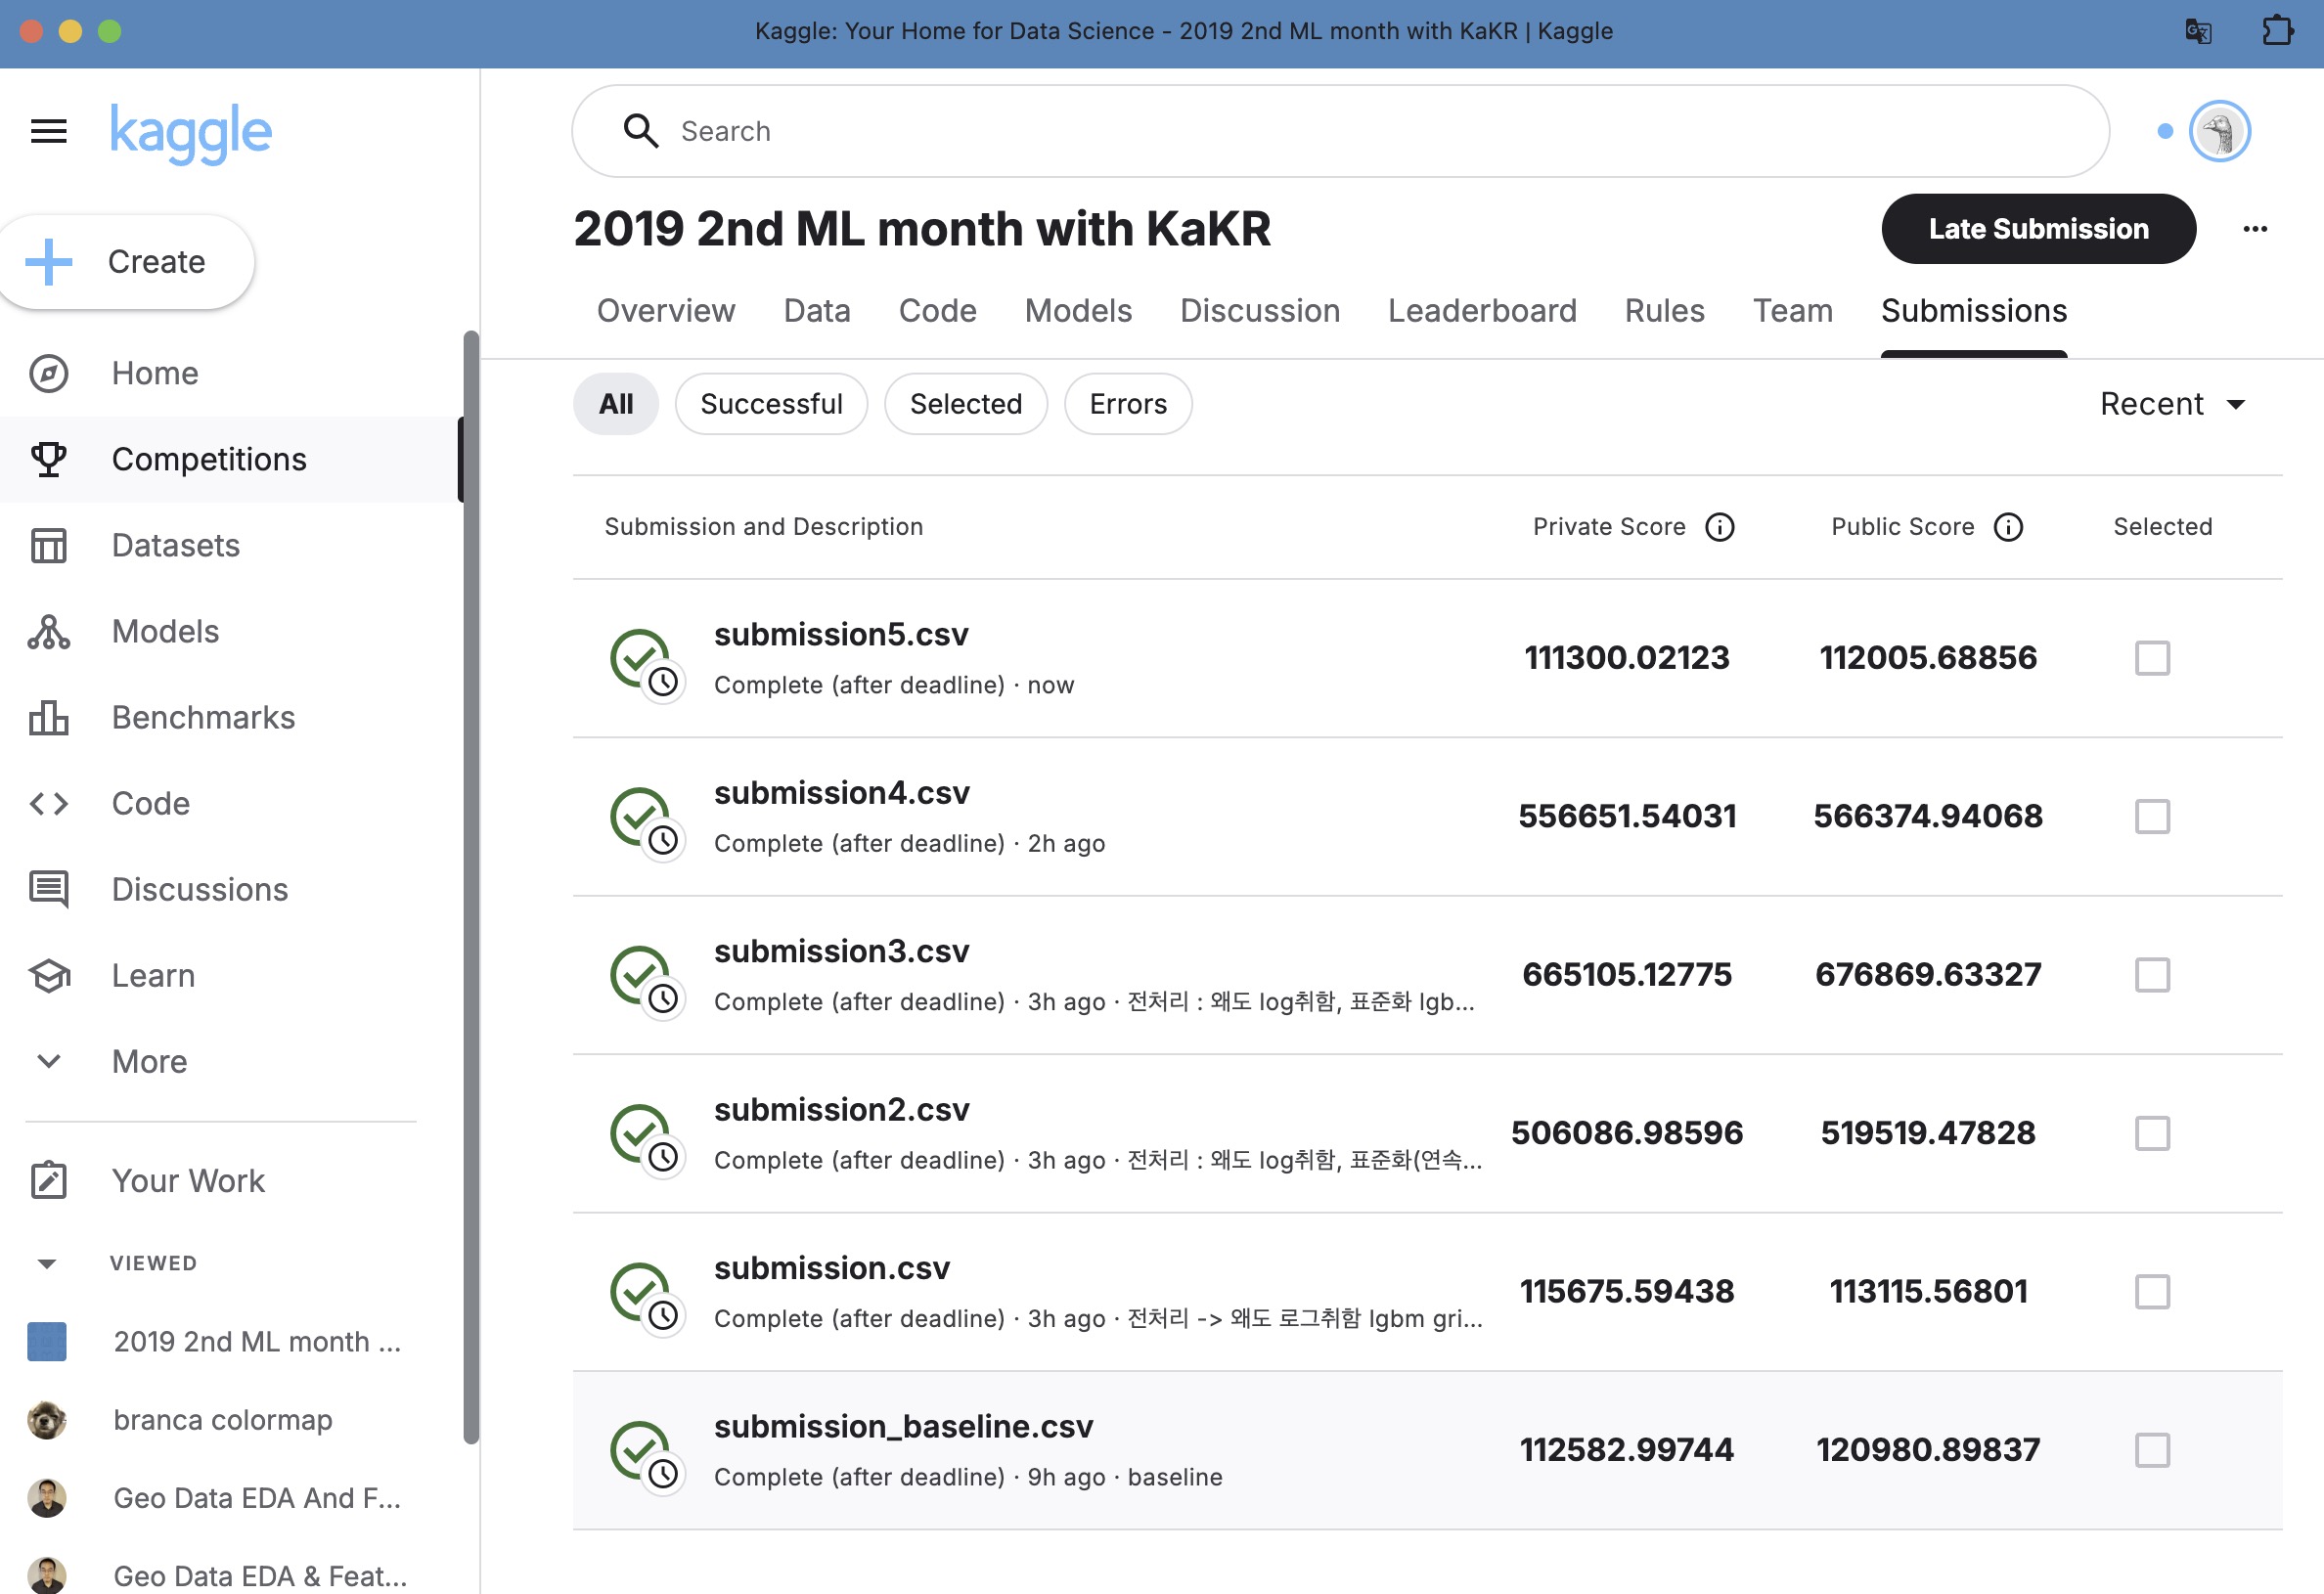 Kaggle: Your Home for Data Science - 2019 2nd ML month with KaKR | Kaggle
kaggle
Search
Create
2019 2nd ML month with KaKR
Late Submission
Overview Data Code Models Discussion Leaderboard Rules Team Submissions
Home
Competitions
Datasets
Models
Benchmarks
Code
Discussions
Learn
More
Your Work
VIEWED
2019 2nd ML month ...
branca colormap
Geo Data EDA And F...
Geo Data EDA & Feat...
All Successful Selected Errors
Recent
Submission and Description Private Score Public Score Selected
submission5.csv
Complete (after deadline) · now
111300.02123 112005.68856
submission4.csv
Complete (after deadline) · 2h ago
556651.54031 566374.94068
submission3.csv
Complete (after deadline) · 3h ago · 전처리 : 왜도 log취함, 표준화 lgb...
665105.12775 676869.63327
submission2.csv
Complete (after deadline) · 3h ago · 전처리 : 왜도 log취함, 표준화(연속...
506086.98596 519519.47828
submission.csv
Complete (after deadline) · 3h ago · 전처리 -> 왜도 로그취함 lgbm gri...
115675.59438 113115.56801
submission_baseline.csv
Complete (after deadline) · 9h ago · baseline
112582.99744 120980.89837